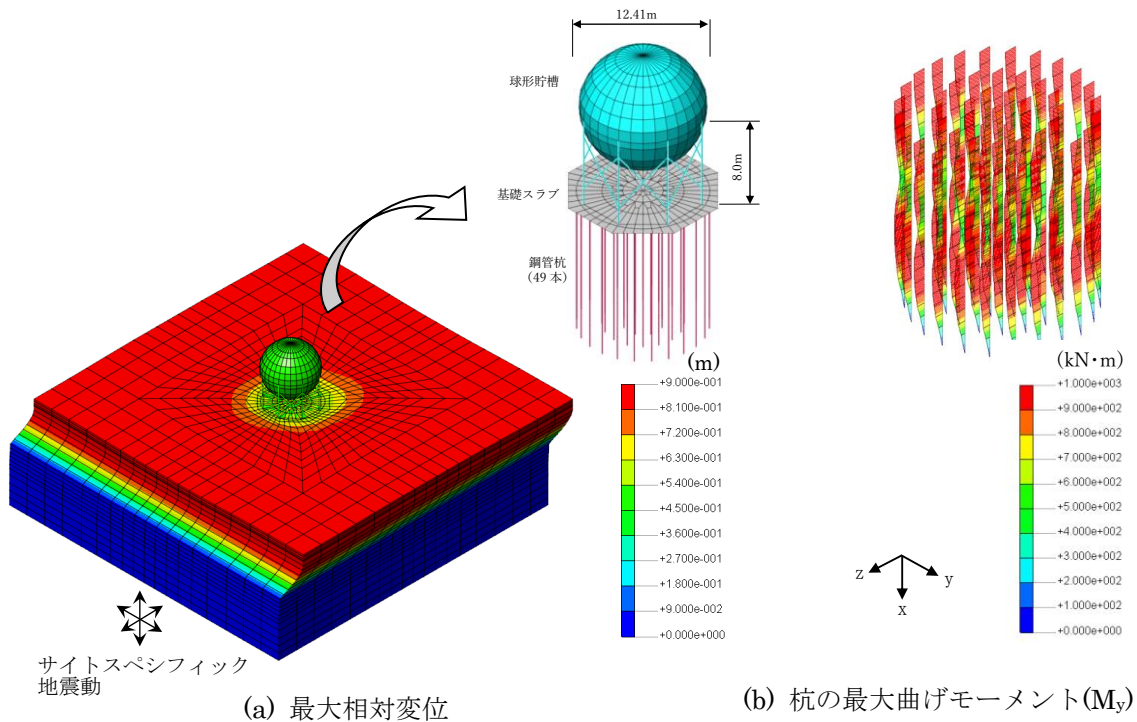 12.41m
球形貯槽
8.0m
基礎スラブ
鋼管杭
(49 本)
(m)
+9.000e-001
+8.100e-001
+7.200e-001
+6.300e-001
+5.400e-001
+4.500e-001
+3.600e-001
+2.700e-001
+1.800e-001
+9.000e-002
+0.000e+000
(kN・m)
+1.000e+003
+9.000e+002
+8.000e+002
+7.000e+002
+6.000e+002
+5.000e+002
+4.000e+002
+3.000e+002
+2.000e+002
+1.000e+002
+0.000e+000
z
y
x
サイトスペシフィック
地震動
(a) 最大相対変位
(b) 杭の最大曲げモーメント(My)